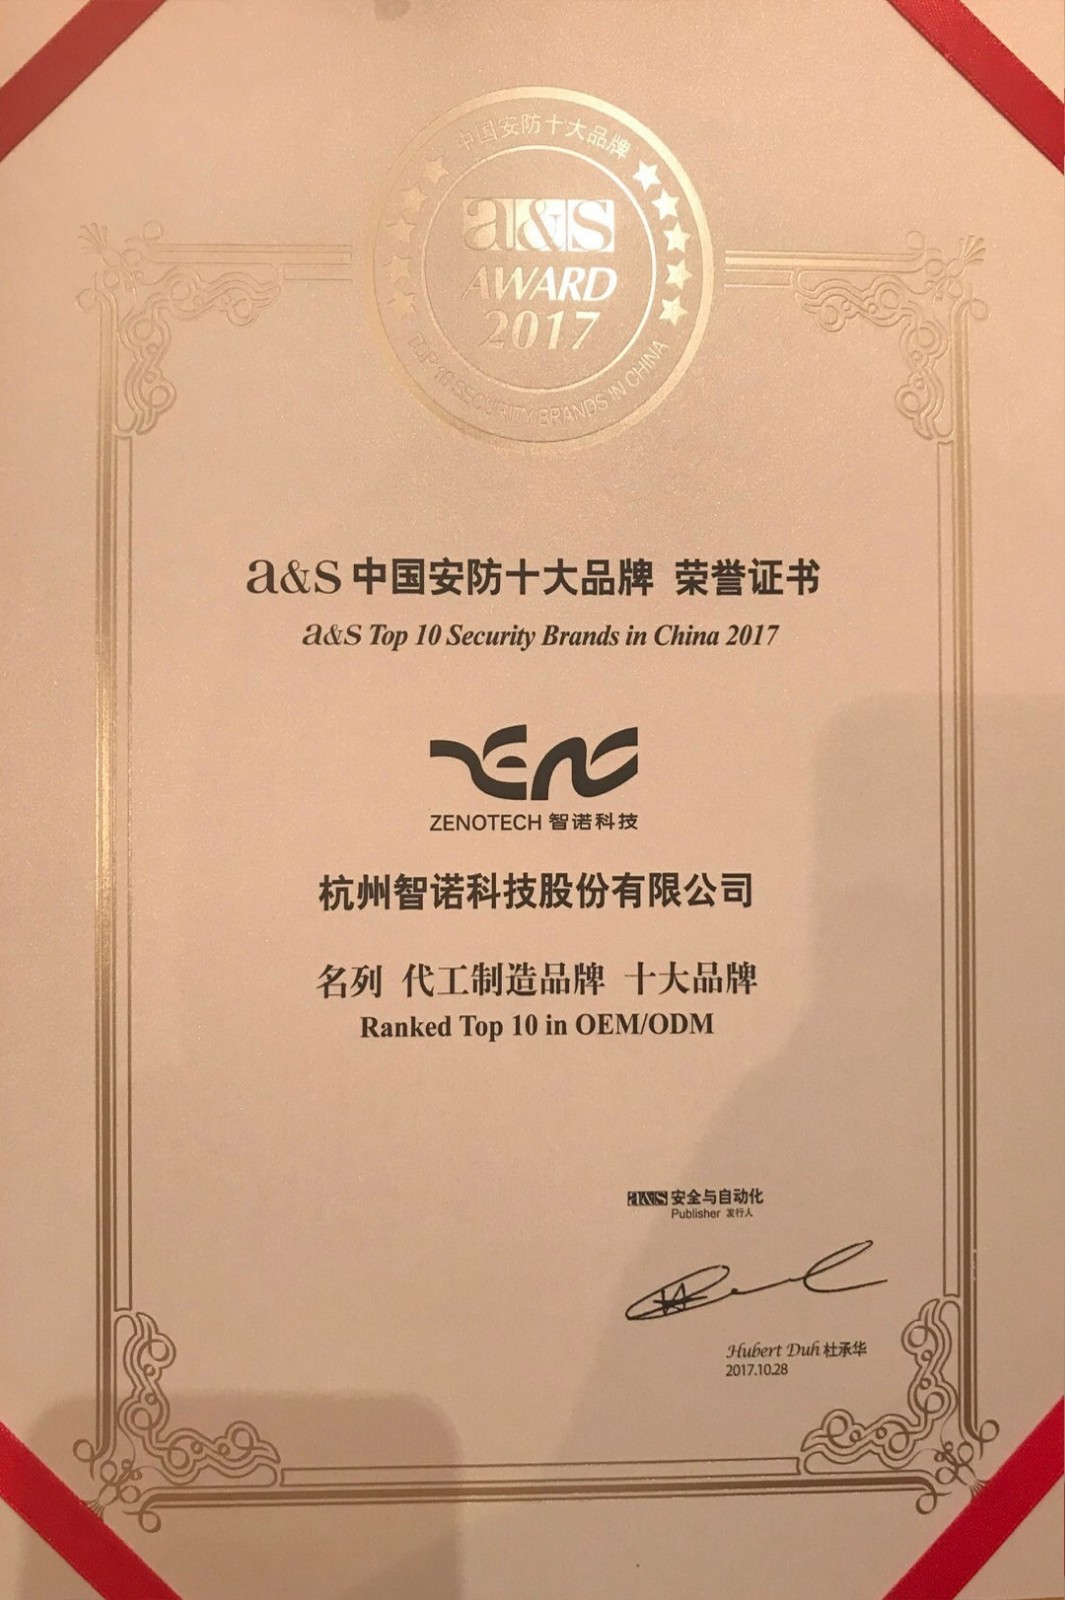 中国安防十大品牌
a&s
AWARD
2017
TOP 10 SECURITY BRANDS IN CHINA
a&s 中国安防十大品牌 荣誉证书
a&s Top 10 Security Brands in China 2017
ZENO
ZENOTECH 智诺科技
杭州智诺科技股份有限公司
名列 代工制造品牌 十大品牌
Ranked Top 10 in OEM/ODM
a&s 安全与自动化
Publisher 发行人
Hubert Duh 杜承华
2017.10.28